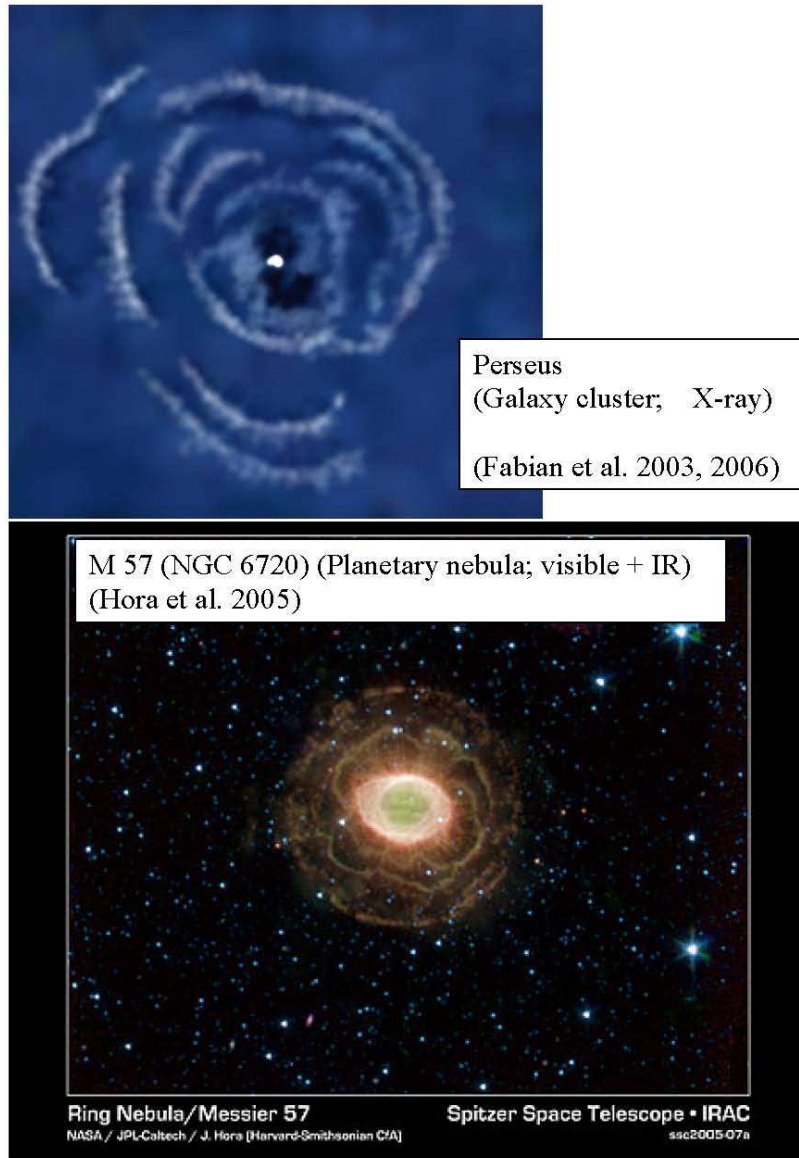 Perseus
(Galaxy cluster; X-ray)
(Fabian et al. 2003, 2006)
M 57 (NGC 6720) (Planetary nebula; visible + IR)
(Hora et al. 2005)
Ring Nebula/Messier 57
Spitzer Space Telescope • IRAC
NASA / JPL-Caltech / J. Hora [Harvard-Smithsonian CfA]
ssc2005-07a